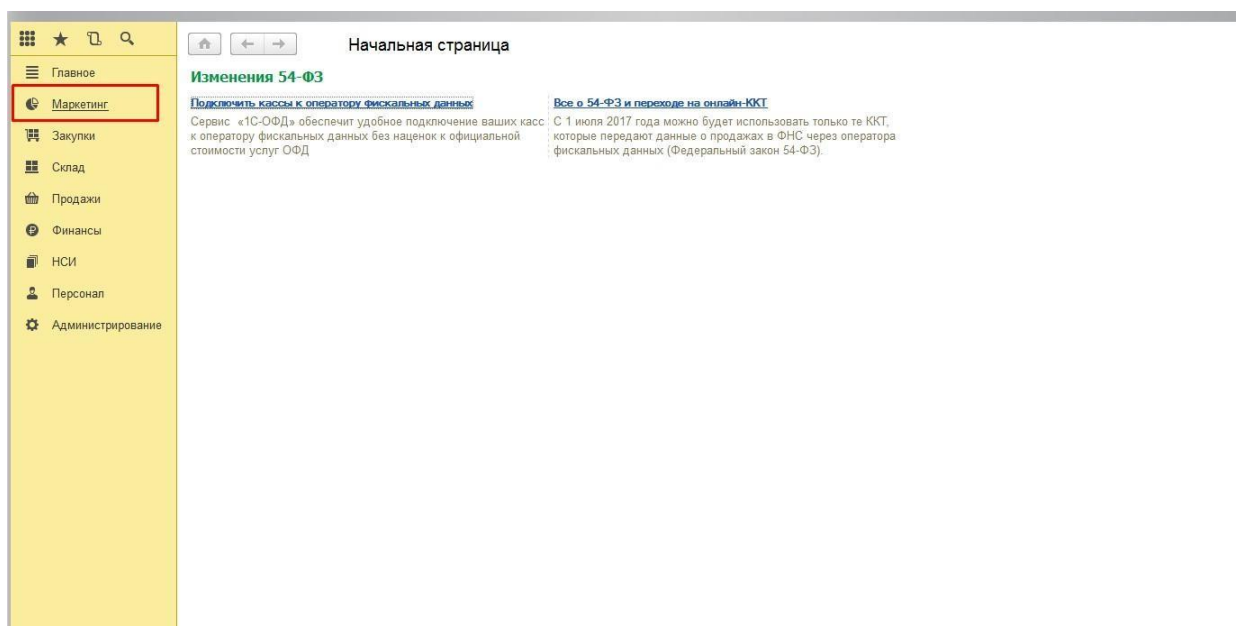 Начальная страница
Главное
Маркетинг
Закупки
Склад
Продажи
Финансы
НСИ
Персонал
Администрирование
Изменения 54-ФЗ
Подключить кассы к оператору фискальных данных
Сервис «1С-ОФД» обеспечит удобное подключение ваших касс
к оператору фискальных данных без наценок к официальной
стоимости услуг ОФД
Все о 54-ФЗ и переходе на онлайн-ККТ
С 1 июля 2017 года можно будет использовать только те ККТ,
которые передают данные о продажах в ФНС через оператора
фискальных данных (Федеральный закон 54-ФЗ).